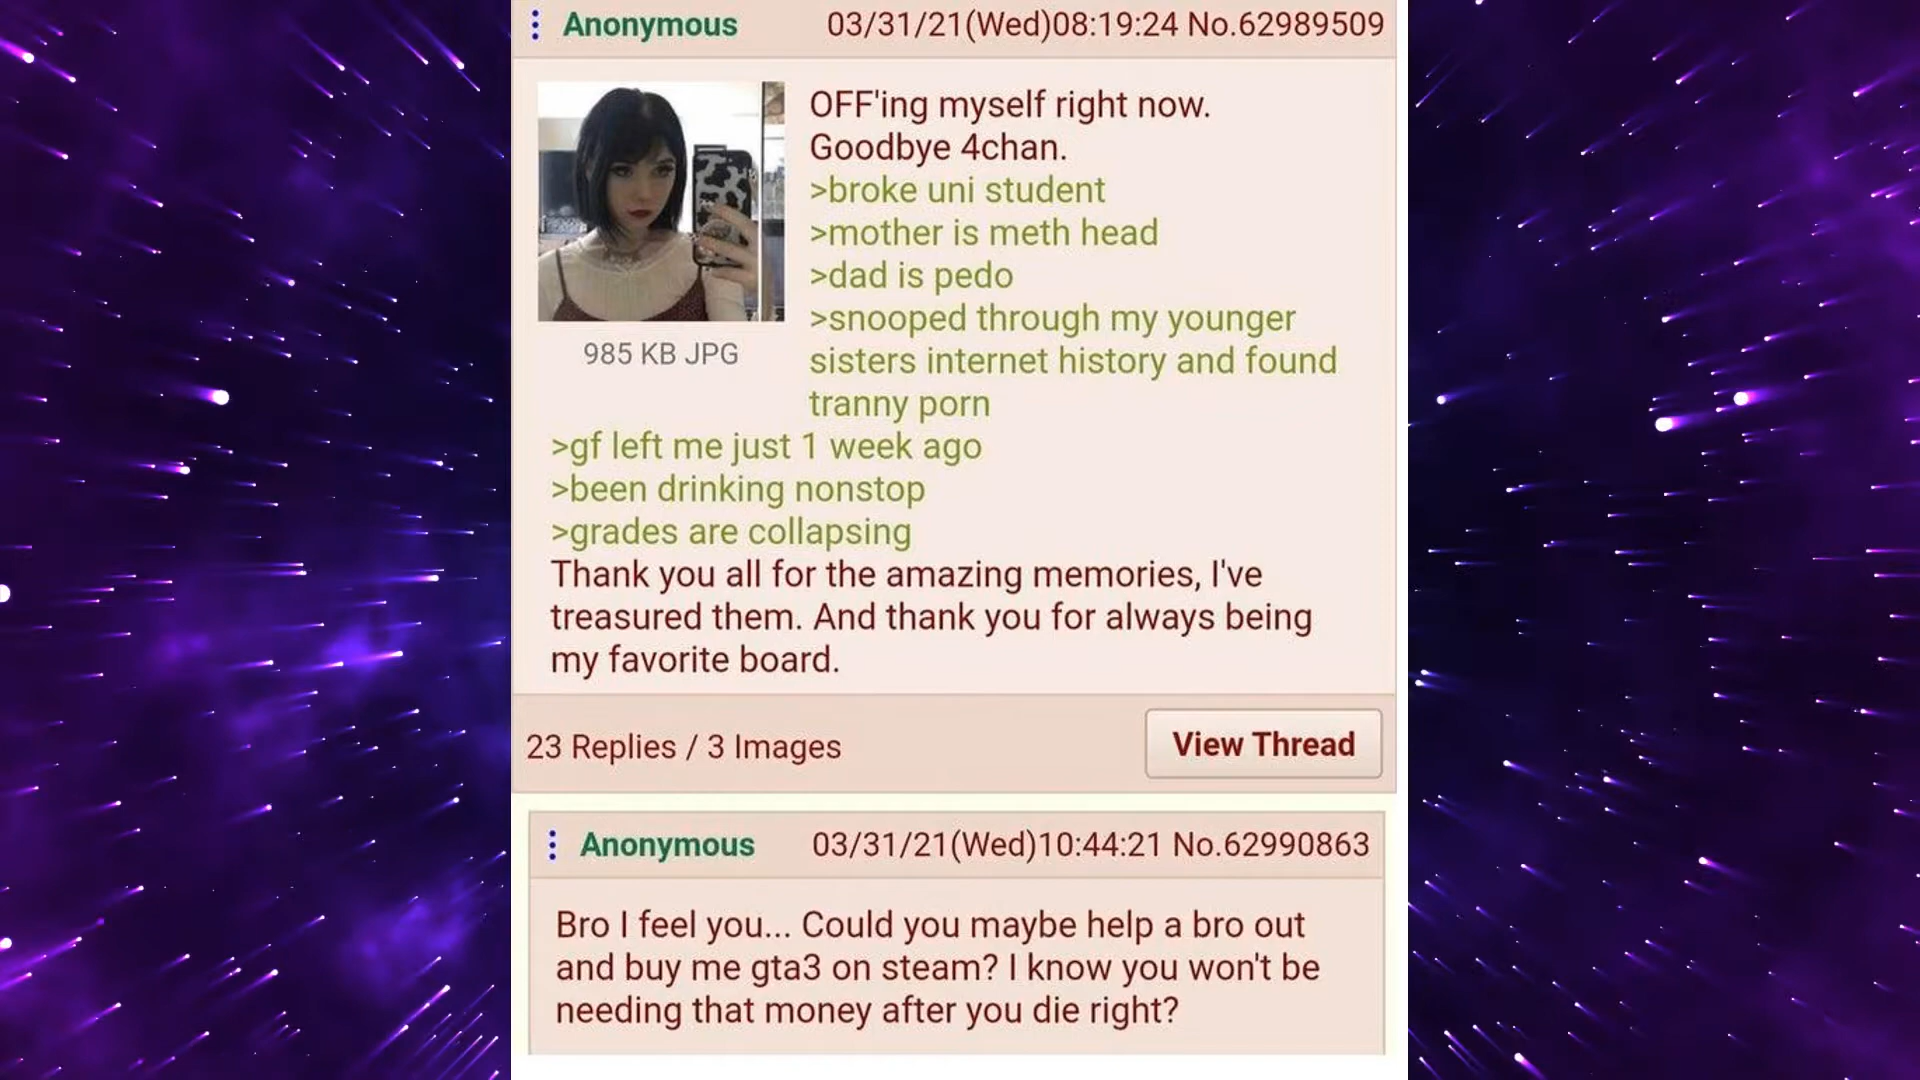 Anonymous 03/31/21(Wed)08:19:24 No.62989509
OFF'ing myself right now.
Goodbye 4chan.
>broke uni student
>mother is meth head
>dad is pedo
>snooped through my younger
sisters internet history and found
tranny porn
985 KB JPG
>gf left me just 1 week ago
>been drinking nonstop
>grades are collapsing
Thank you all for the amazing memories, I've
treasured them. And thank you for always being
my favorite board.
23 Replies / 3 Images View Thread
Anonymous 03/31/21(Wed)10:44:21 No.62990863
Bro I feel you... Could you maybe help a bro out
and buy me gta3 on steam? I know you won't be
needing that money after you die right?